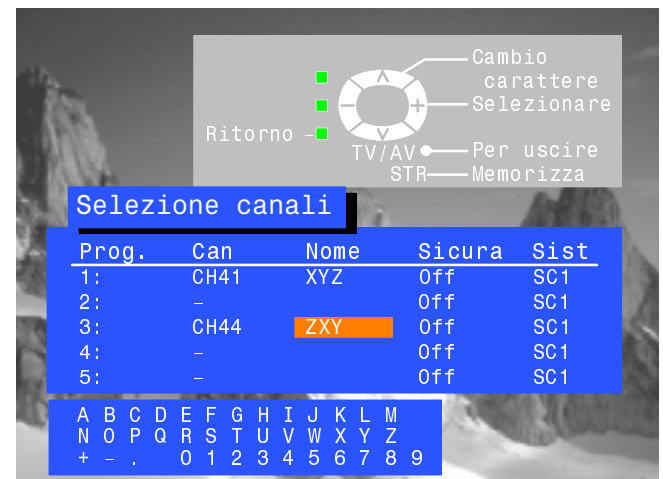 Cambio
carattere
Selezionare
Ritorno –
TV/AV Per uscire
STR Memorizza
Selezione canali
Prog. Can Nome Sicura Sist
1: CH41 XYZ Off SC1
2: – Off SC1
3: CH44 ZXY Off SC1
4: – Off SC1
5: – Off SC1
A B C D E F G H I J K L M
N O P Q R S T U V W X Y Z
+ – . 0 1 2 3 4 5 6 7 8 9